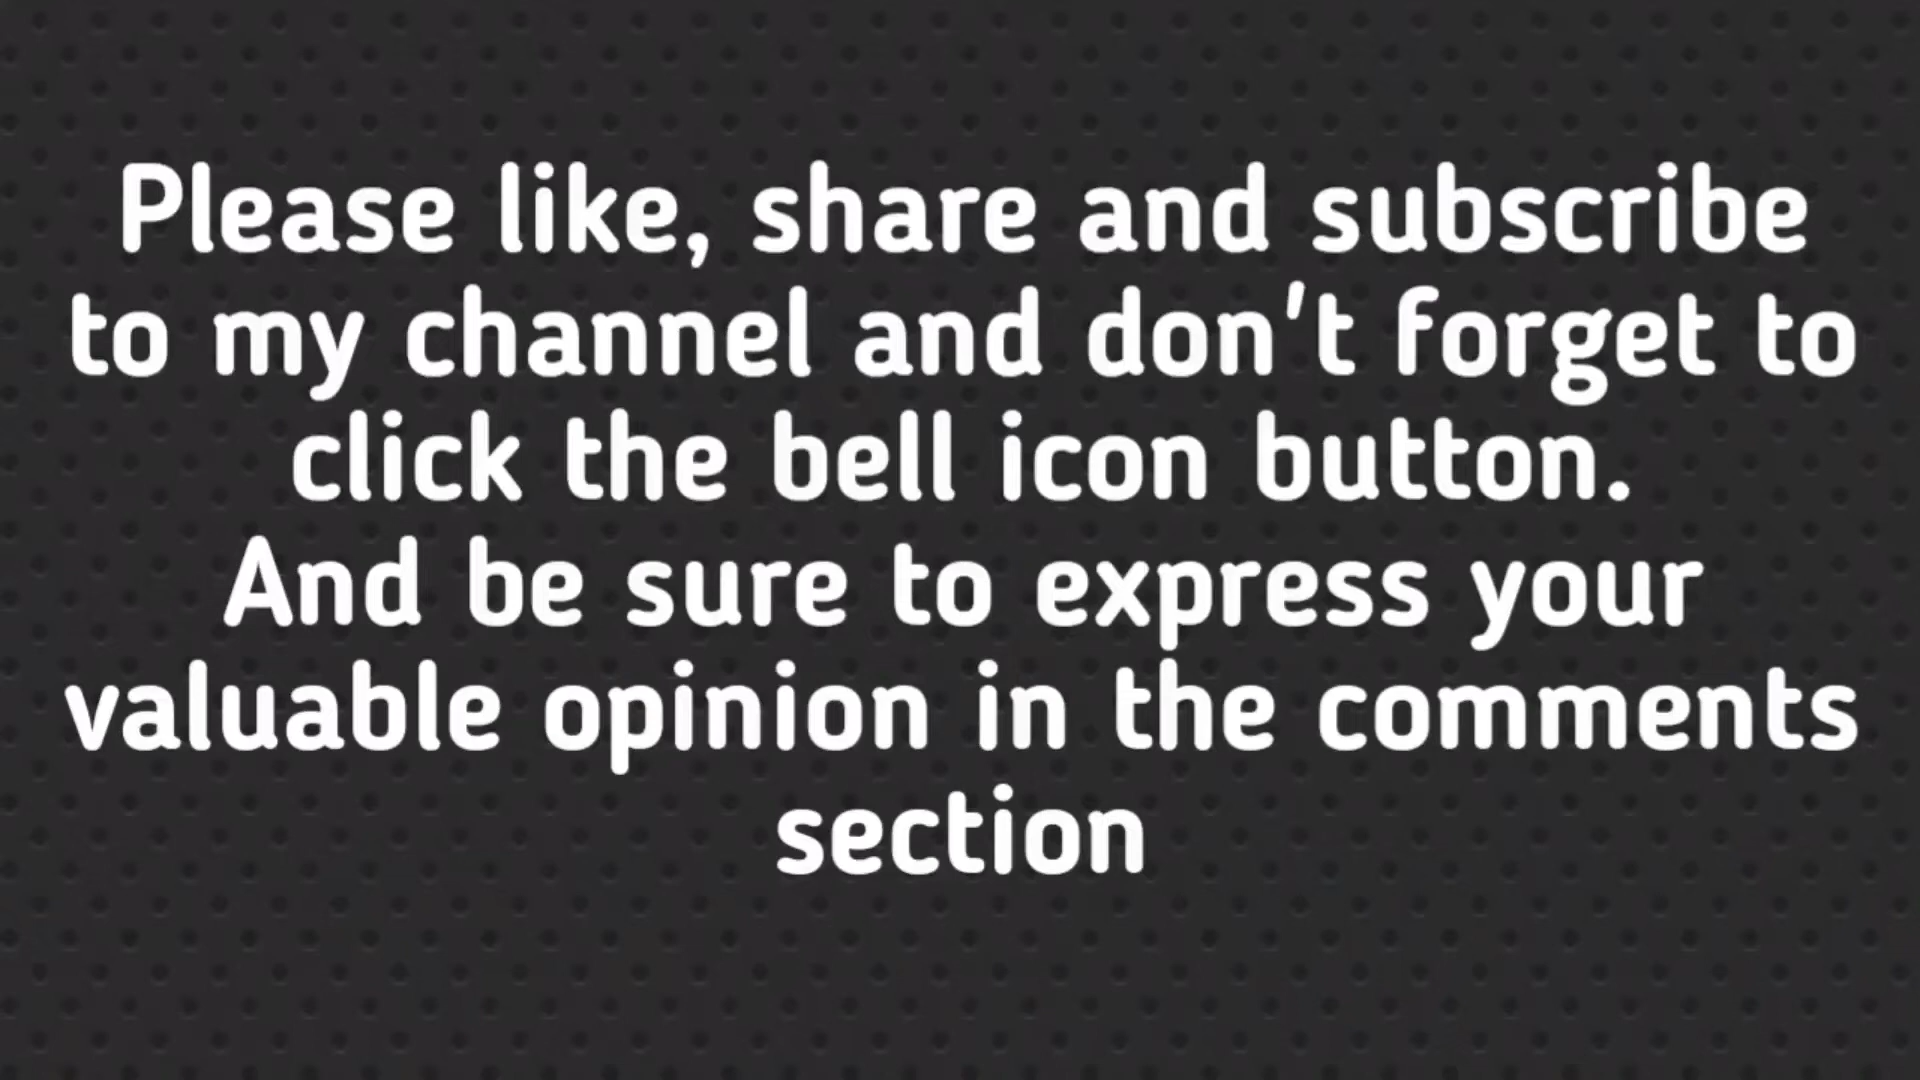 Please like, share and subscribe
to my channel and don't forget to
click the bell icon button.
And be sure to express your
valuable opinion in the comments
section